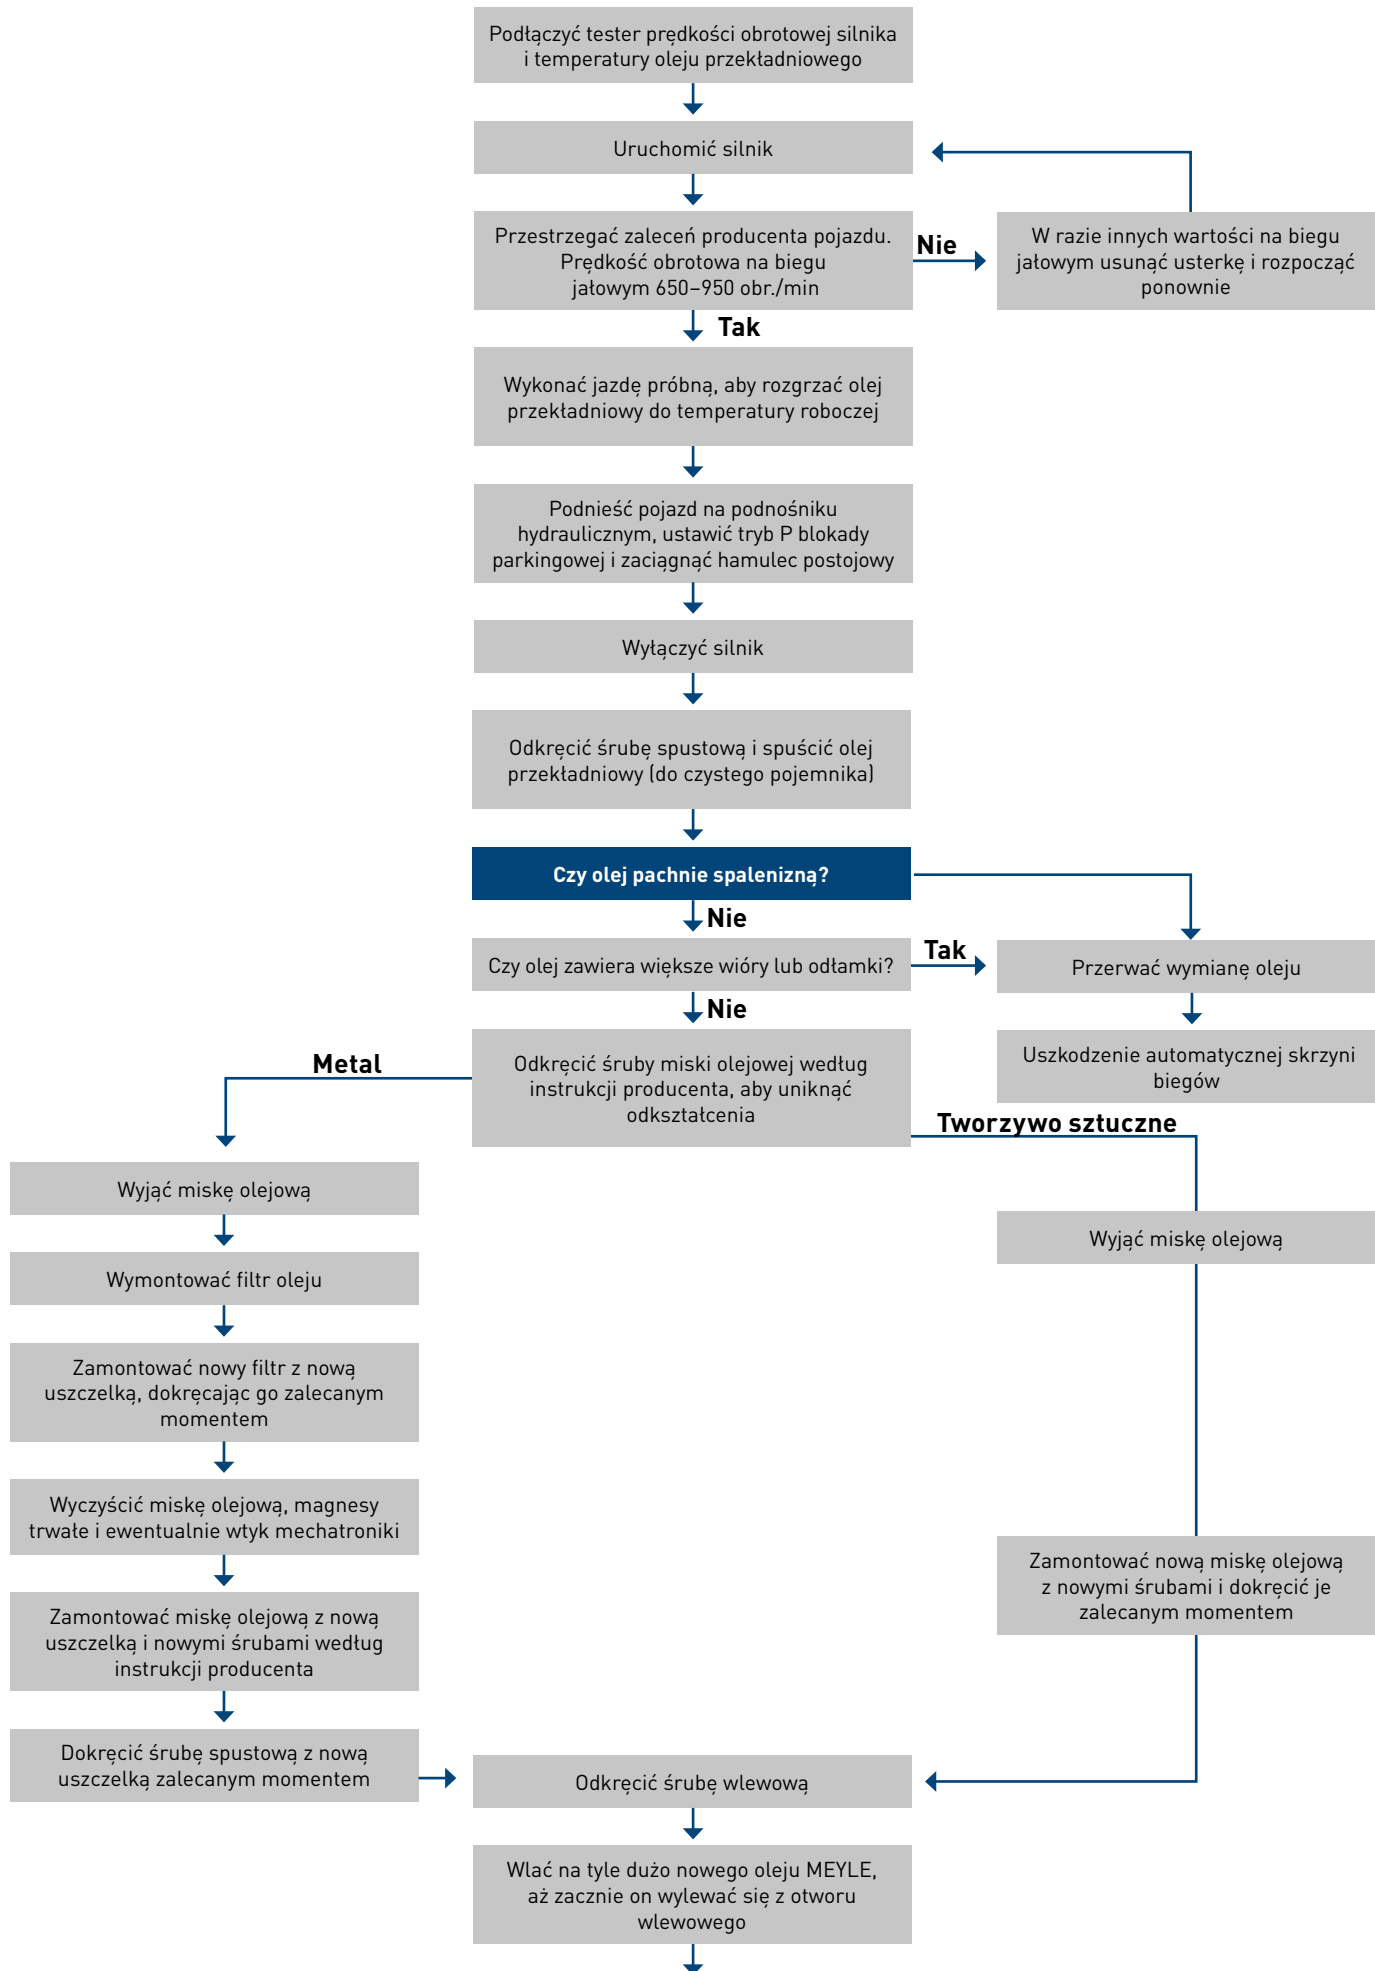 Podłączyć tester prędkości obrotowej silnika
i temperatury oleju przekładniowego
Uruchomić silnik
Przestrzegać zaleceń producenta pojazdu.
Prędkość obrotowa na biegu
jałowym 650–950 obr./min
Nie
W razie innych wartości na biegu
jałowym usunąć usterkę i rozpocząć
ponownie
Tak
Wykonać jazdę próbną, aby rozgrzać olej
przekładniowy do temperatury roboczej
Podnieść pojazd na podnośniku
hydraulicznym, ustawić tryb P blokady
parkingowej i zaciągnąć hamulec postojowy
Wyłączyć silnik
Odkręcić śrubę spustową i spuścić olej
przekładniowy (do czystego pojemnika)
Czy olej pachnie spalenizną?
Nie
Czy olej zawiera większe wióry lub odłamki?
Tak
Przerwać wymianę oleju
Nie
Uszkodzenie automatycznej skrzyni
biegów
Odkręcić śruby miski olejowej według
instrukcji producenta, aby uniknąć
odkształcenia
Metal
Tworzywo sztuczne
Wyjąć miskę olejową
Wymontować filtr oleju
Zamontować nowy filtr z nową
uszczelką, dokręcając go zalecanym
momentem
Wyczyścić miskę olejową, magnesy
trwałe i ewentualnie wtyk mechatroniki
Zamontować miskę olejową z nową
uszczelką i nowymi śrubami według
instrukcji producenta
Dokręcić śrubę spustową z nową
uszczelką zalecanym momentem
Wyjąć miskę olejową
Zamontować nową miskę olejową
z nowymi śrubami i dokręcić je
zalecanym momentem
Odkręcić śrubę wlewową
Wlać na tyle dużo nowego oleju MEYLE,
aż zacznie on wylewać się z otworu
wlewowego